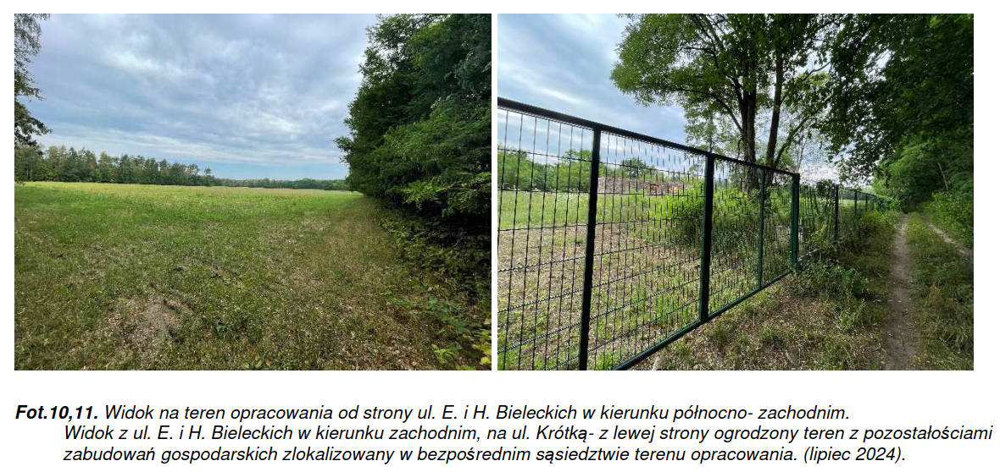 Fot.10,11. Widok na teren opracowania od strony ul. E. i H. Bieleckich w kierunku północno- zachodnim.
Widok z ul. E. i H. Bieleckich w kierunku zachodnim, na ul. Krótką- z lewej strony ogrodzony teren z pozostałościami
zabudowań gospodarskich zlokalizowany w bezpośrednim sąsiedztwie terenu opracowania. (lipiec 2024).